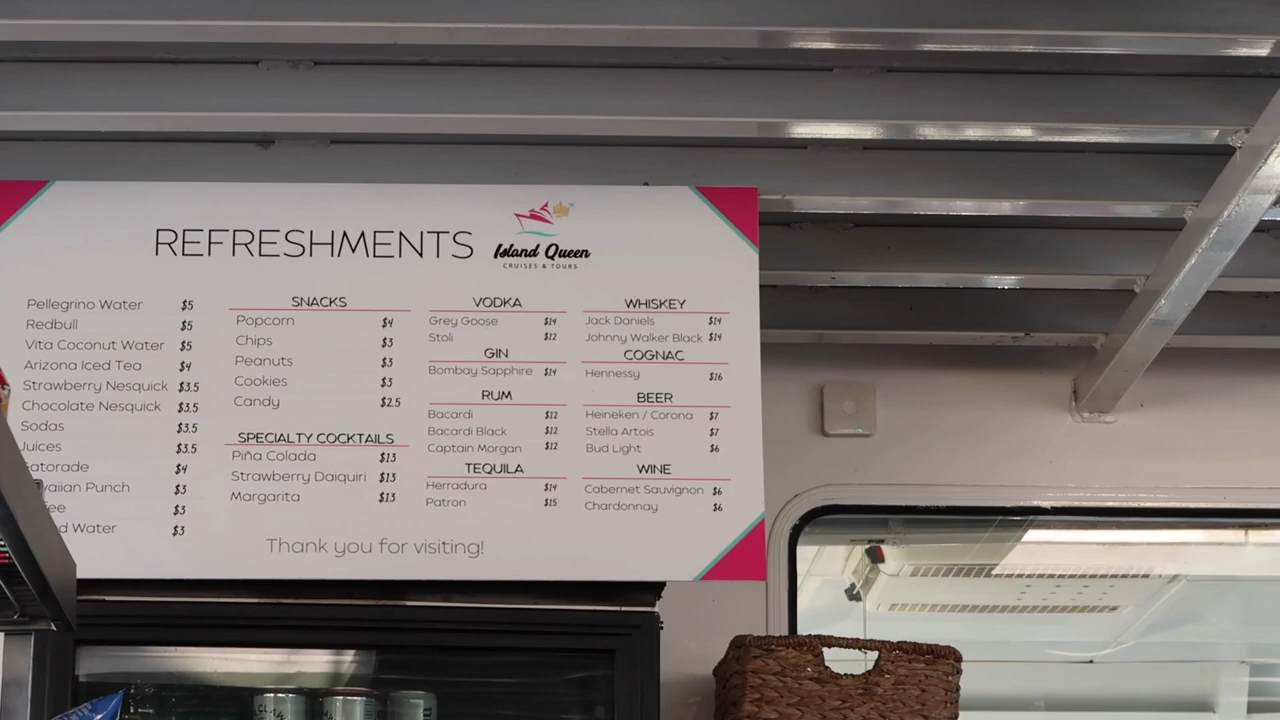 REFRESHMENTS
Island Queen
CRUISES & TOURS
Pellegrino Water $5
Redbull $5
Vita Coconut Water $5
Arizona Iced Tea $4
Strawberry Nesquick $3.5
Chocolate Nesquick $3.5
Sodas $3.5
Juices $3.5
atorade $4
aiian Punch $3
ee $3
d Water $3
SNACKS
Popcorn $4
Chips $3
Peanuts $3
Cookies $3
Candy $2.5
SPECIALTY COCKTAILS
Piña Colada $13
Strawberry Daiquiri $13
Margarita $13
VODKA
Grey Goose $14
Stoli $12
GIN
Bombay Sapphire $14
RUM
Bacardi $12
Bacardi Black $12
Captain Morgan $12
TEQUILA
Herradura $14
Patron $15
WHISKEY
Jack Daniels $14
Johnny Walker Black $14
COGNAC
Hennessy $16
BEER
Heineken / Corona $7
Stella Artois $7
Bud Light $6
WINE
Cabernet Sauvignon $6
Chardonnay $6
Thank you for visiting!